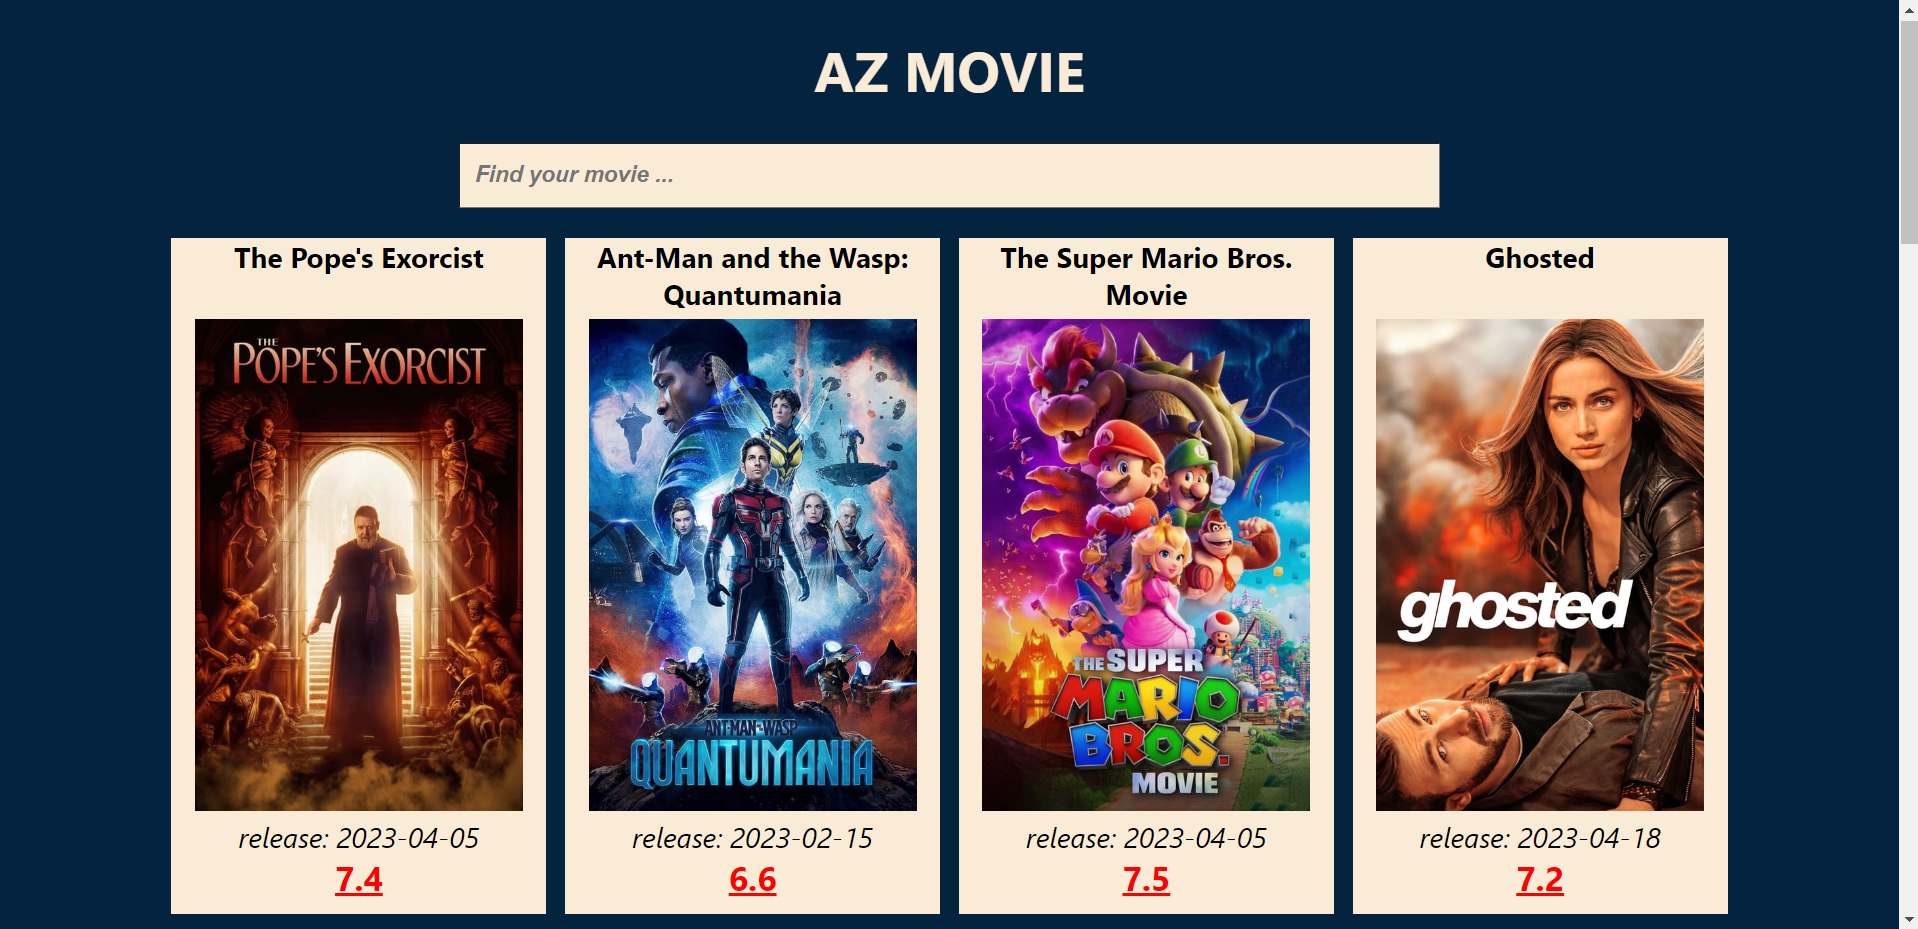 AZ MOVIE
Find your movie ...
The Pope's Exorcist
THE
POPE'S EXORCIST
release: 2023-04-05
7.4
Ant-Man and the Wasp:
Quantumania
ANT-MAN AND THE WASP
QUANTUMANIA
release: 2023-02-15
6.6
The Super Mario Bros.
Movie
THE SUPER
MARIO
BROS.
MOVIE
release: 2023-04-05
7.5
Ghosted
ghosted
release: 2023-04-18
7.2